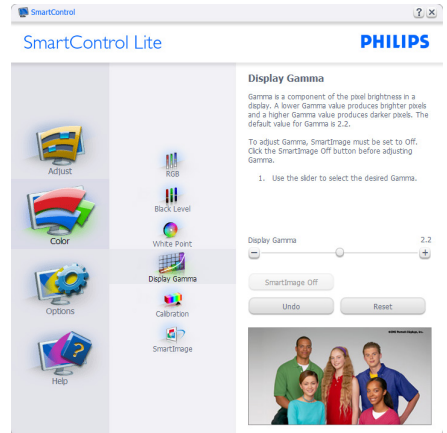 SmartControl
? ×
SmartControl Lite
PHILIPS
Adjust
Color
Options
Help
RGB
Black Level
White Point
Display Gamma
Calibration
SmartImage
Display Gamma
Gamma is a component of the pixel brightness in a
display. A lower Gamma value produces brighter pixels
and a higher Gamma value produces darker pixels. The
default value for Gamma is 2.2.
To adjust Gamma, SmartImage must be set to Off.
Click the SmartImage Off button before adjusting
Gamma.
1. Use the slider to select the desired Gamma.
Display Gamma 2.2
SmartImage Off
Undo Reset